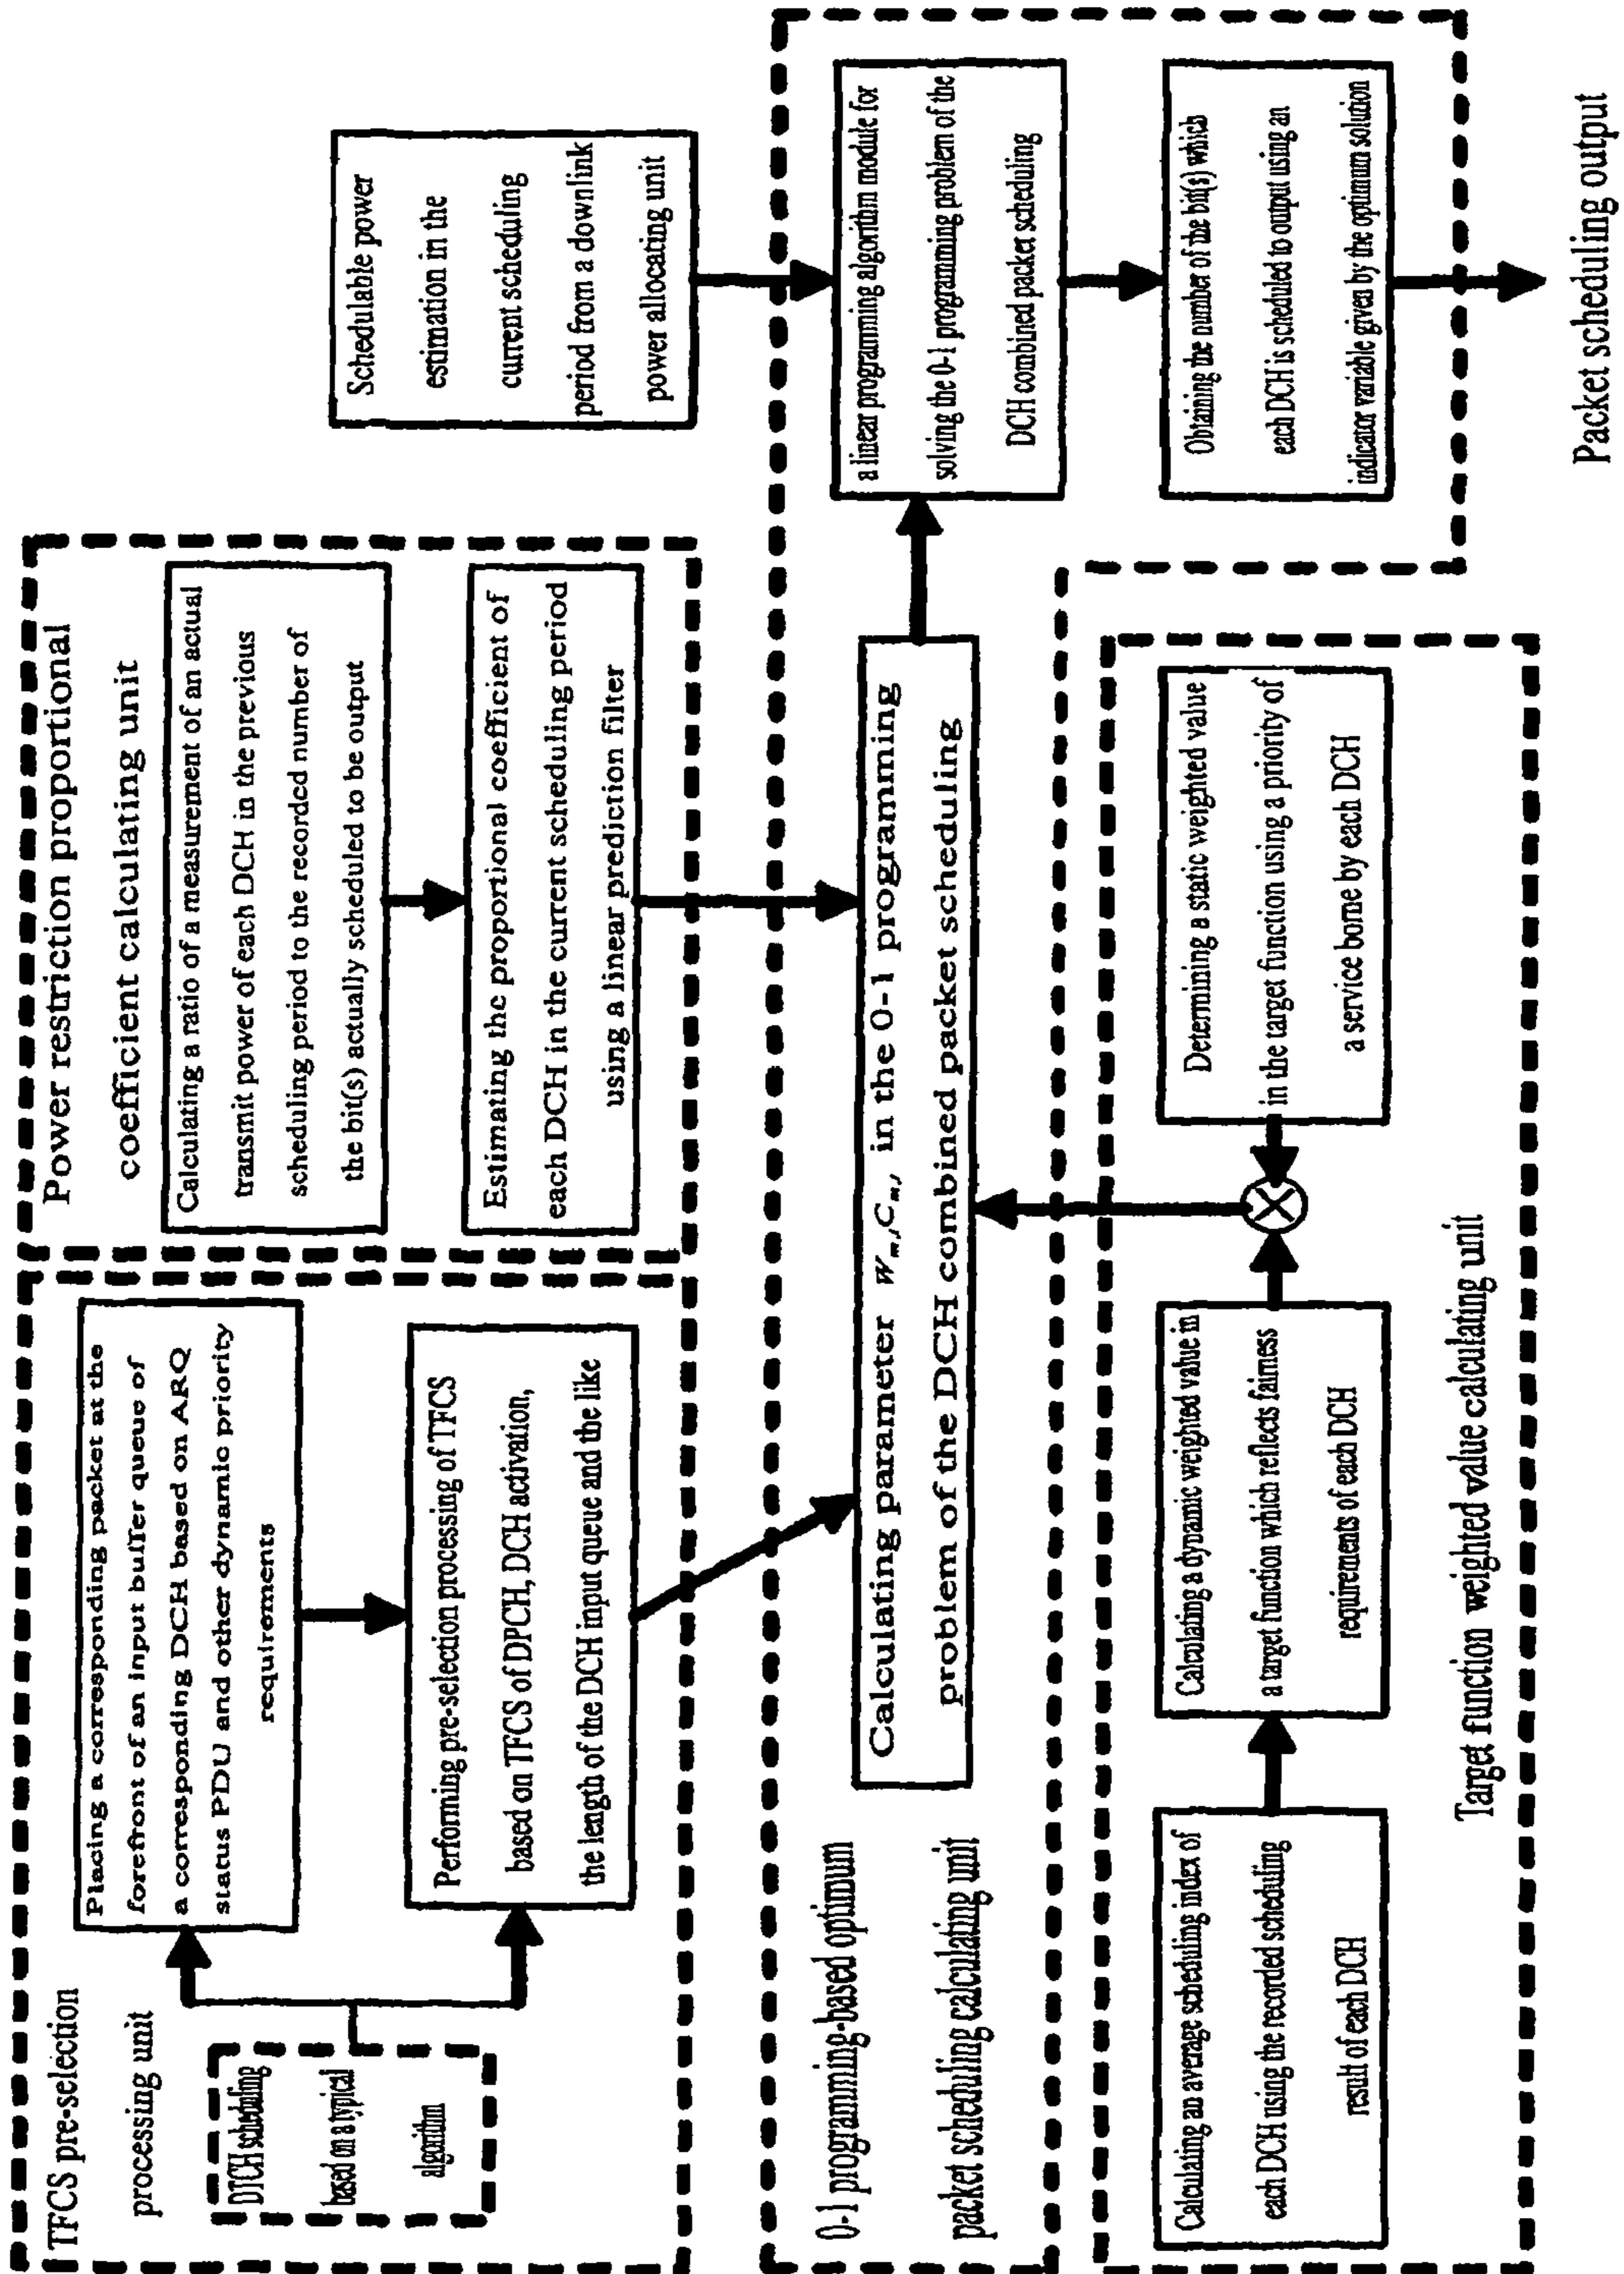 TFCS pre-selection
processing unit
DTCH scheduling
based on a typical
algorithm
Placing a corresponding packet at the
forefront of an input buffer queue of
a corresponding DCH based on ARQ
status PDU and other dynamic priority
requirements
Performing pre-selection processing of TFCS
based on TFCS of DPCH, DCH activation,
the length of the DCH input queue and the like
Power restriction proportional
coefficient calculating unit
Calculating a ratio of a measurement of an actual
transmit power of each DCH in the previous
scheduling period to the recorded number of
the bit(s) actually scheduled to be output
Estimating the proportional coefficient of
each DCH in the current scheduling period
using a linear prediction filter
Schedulable power
estimation in the
current scheduling
period from a downlink
power allocating unit
0-1 programming-based optimum
packet scheduling calculating unit
Calculating parameter w_m, C_m, in the 0-1 programming
problem of the DCH combined packet scheduling
a linear programming algorithm module for
solving the 0-1 programming problem of the
DCH combined packer scheduling
Obtaining the number of the bit(s) which
each DCH is scheduled to output using an
indicator variable given by the optimum solution
Calculating an average scheduling index of
each DCH using the recorded scheduling
result of each DCH
Calculating a dynamic weighted value in
a target function which reflects fairness
requirements of each DCH
Determining a static weighted value
in the target function using a priority of
a service borne by each DCH
Target function weighted value calculating unit
Packet scheduling output